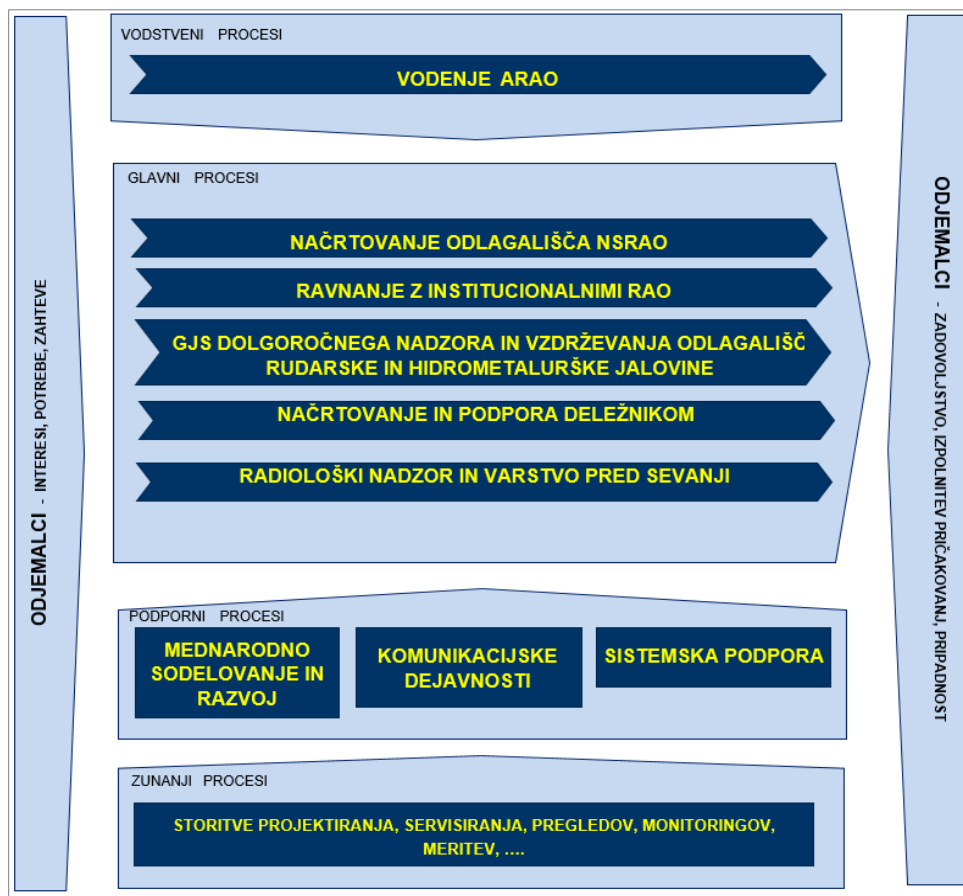 VODSTVENI PROCESI
VODENJE ARAO
GLAVNI PROCESI
NAČRTOVANJE ODLAGALIŠČA NSRAO
RAVNANJE Z INSTITUCIONALNIMI RAO
GJS DOLGOROČNEGA NADZORA IN VZDRŽEVANJA ODLAGALIŠČ
RUDARSKE IN HIDROMETALURŠKE JALOVINE
NAČRTOVANJE IN PODPORA DELEŽNIKOM
RADIOLOŠKI NADZOR IN VARSTVO PRED SEVANJI
PODPORNI PROCESI
MEDNARODNO
SODELOVANJE IN
RAZVOJ
KOMUNIKACIJSKE
DEJAVNOSTI
SISTEMSKA PODPORA
ZUNANJI PROCESI
STORITVE PROJEKTIRANJA, SERVISIRANJA, PREGLEDOV, MONITORINGOV,
MERITEV, ....
ODJEMALCI - INTERESI, POTREBE, ZAHTEVE
ODJEMALCI - ZADOVOLJSTVO, IZPOLNITEV PRIČAKOVANJ, PRIPADNOST